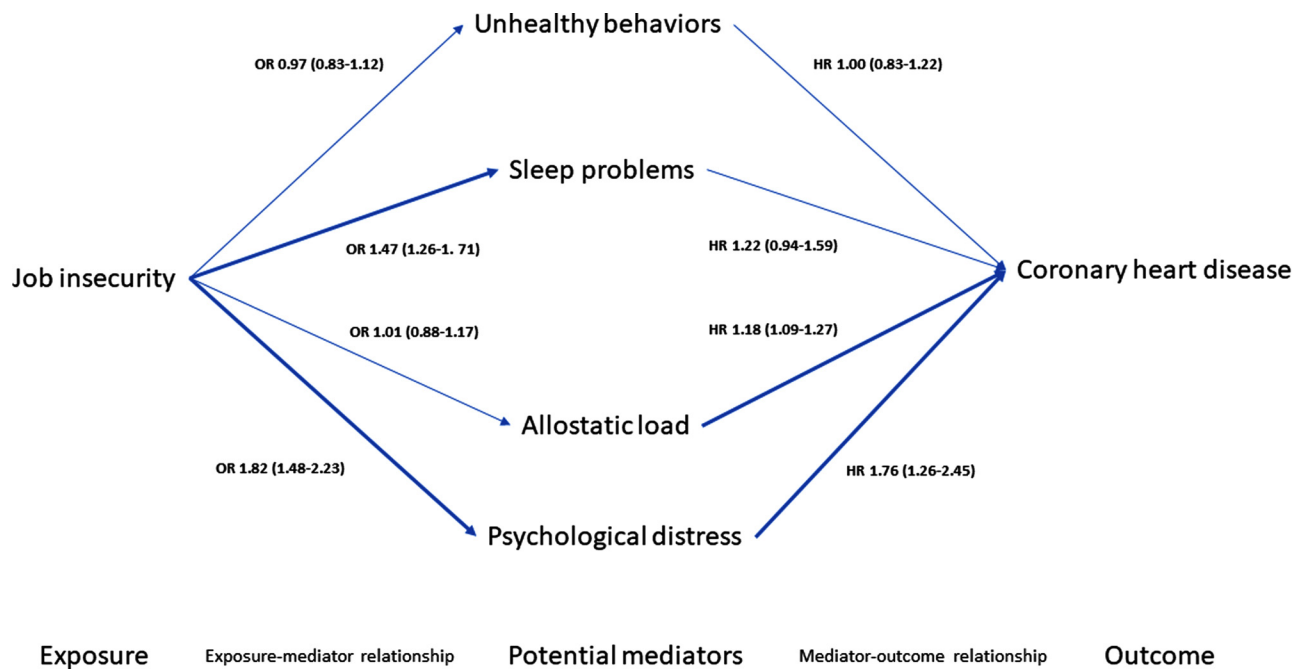 Unhealthy behaviors
OR 0.97 (0.83-1.12)
HR 1.00 (0.83-1.22)
Sleep problems
OR 1.47 (1.26-1. 71)
HR 1.22 (0.94-1.59)
Job insecurity
Coronary heart disease
OR 1.01 (0.88-1.17)
HR 1.18 (1.09-1.27)
Allostatic load
OR 1.82 (1.48-2.23)
HR 1.76 (1.26-2.45)
Psychological distress
Exposure
Exposure-mediator relationship
Potential mediators
Mediator-outcome relationship
Outcome